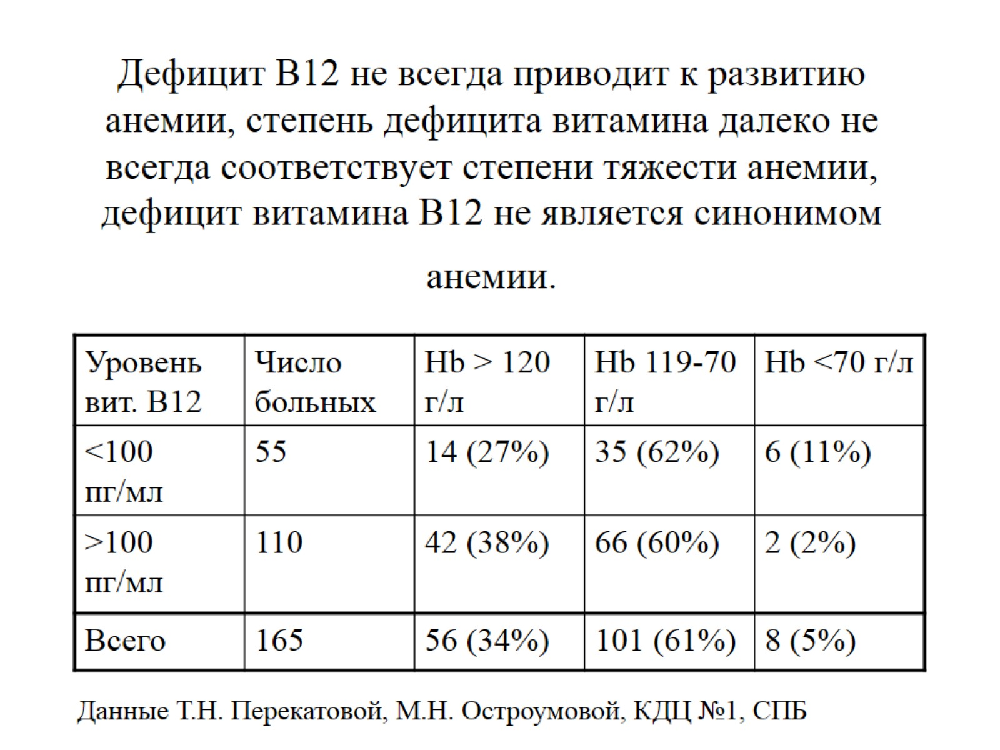 Дефицит В12 не всегда приводит к развитию
анемии, степень дефицита витамина далеко не
всегда соответствует степени тяжести анемии,
дефицит витамина В12 не является синонимом
анемии.
Уровень вит. В12 Число больных Hb > 120 г/л Hb 119-70 г/л Hb <70 г/л
<100 пг/мл 55 14 (27%) 35 (62%) 6 (11%)
>100 пг/мл 110 42 (38%) 66 (60%) 2 (2%)
Всего 165 56 (34%) 101 (61%) 8 (5%)
Данные Т.Н. Перекатовой, М.Н. Остроумовой, КДЦ №1, СПБ